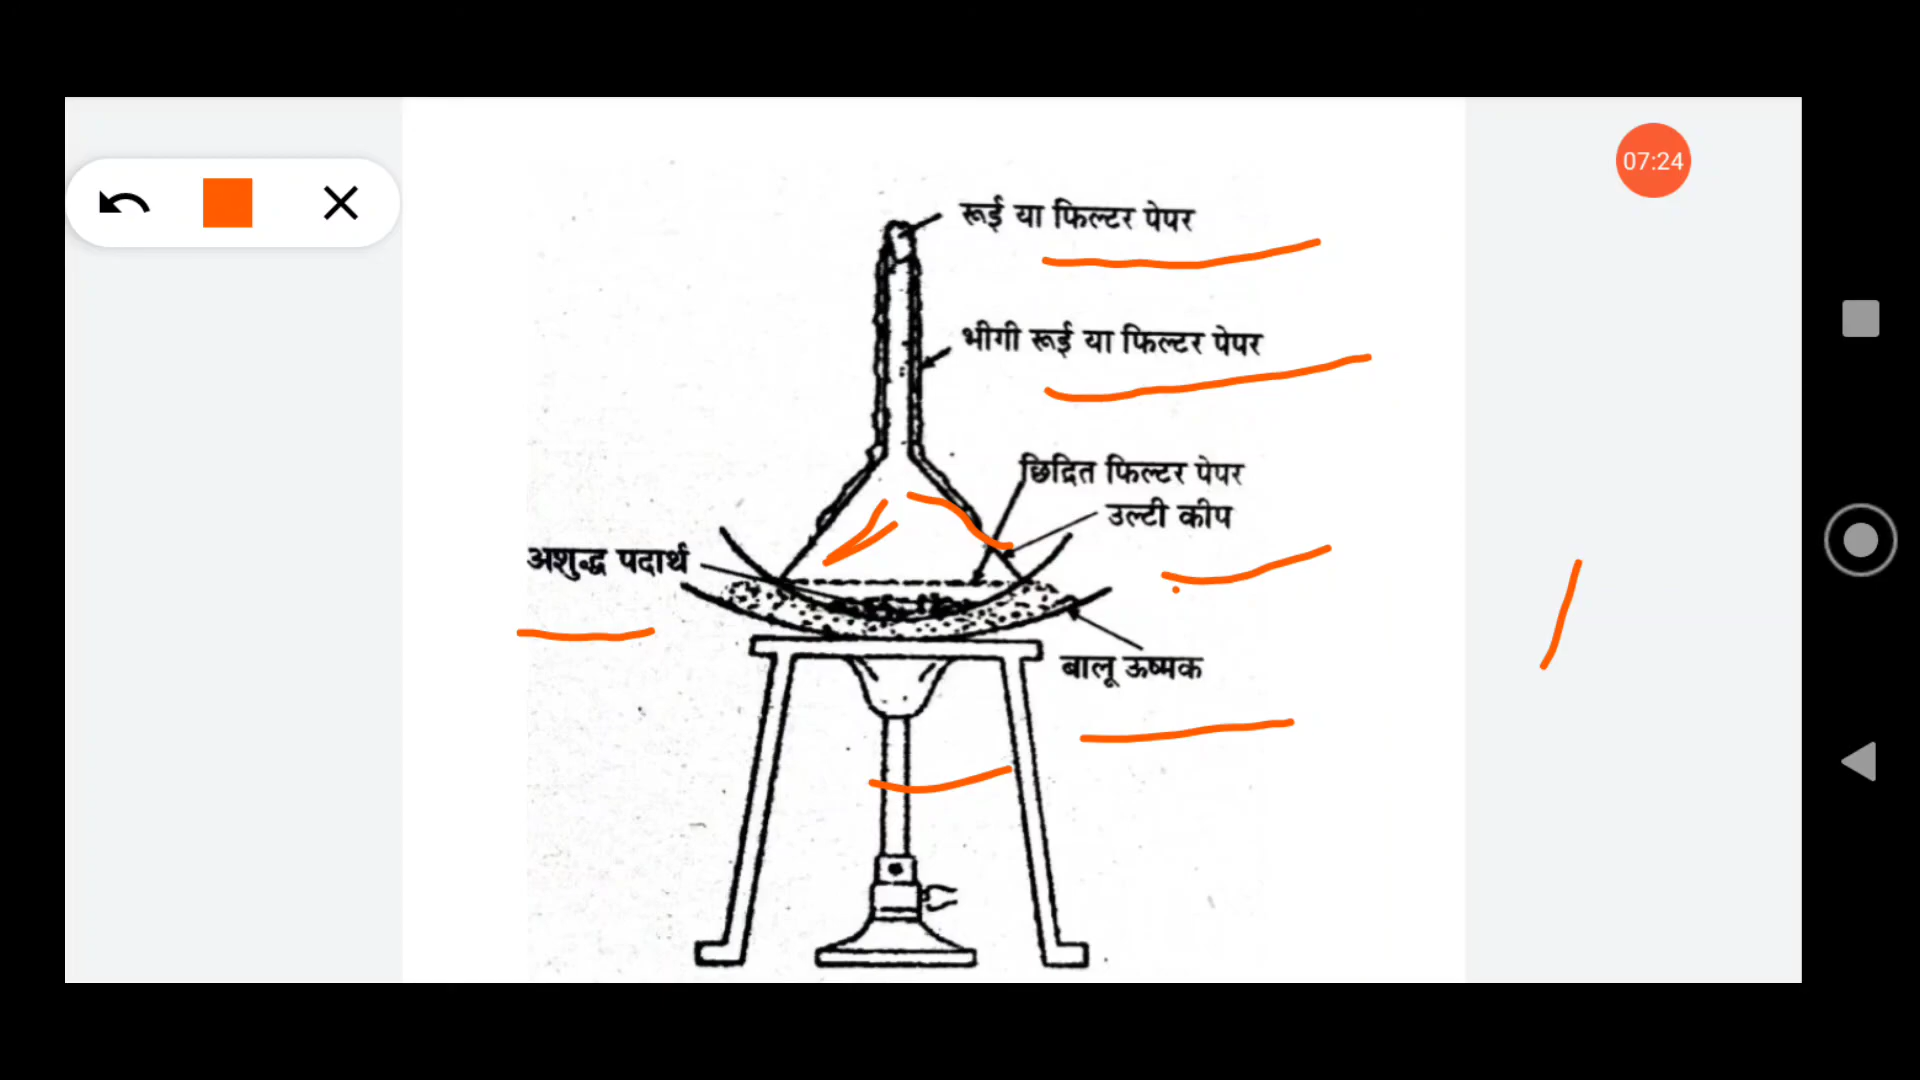 07:24
रूई या फिल्टर पेपर
भीगी रूई या फिल्टर पेपर
छिद्रित फिल्टर पेपर
उल्टी कीप
अशुद्ध पदार्थ
बालू ऊष्मक